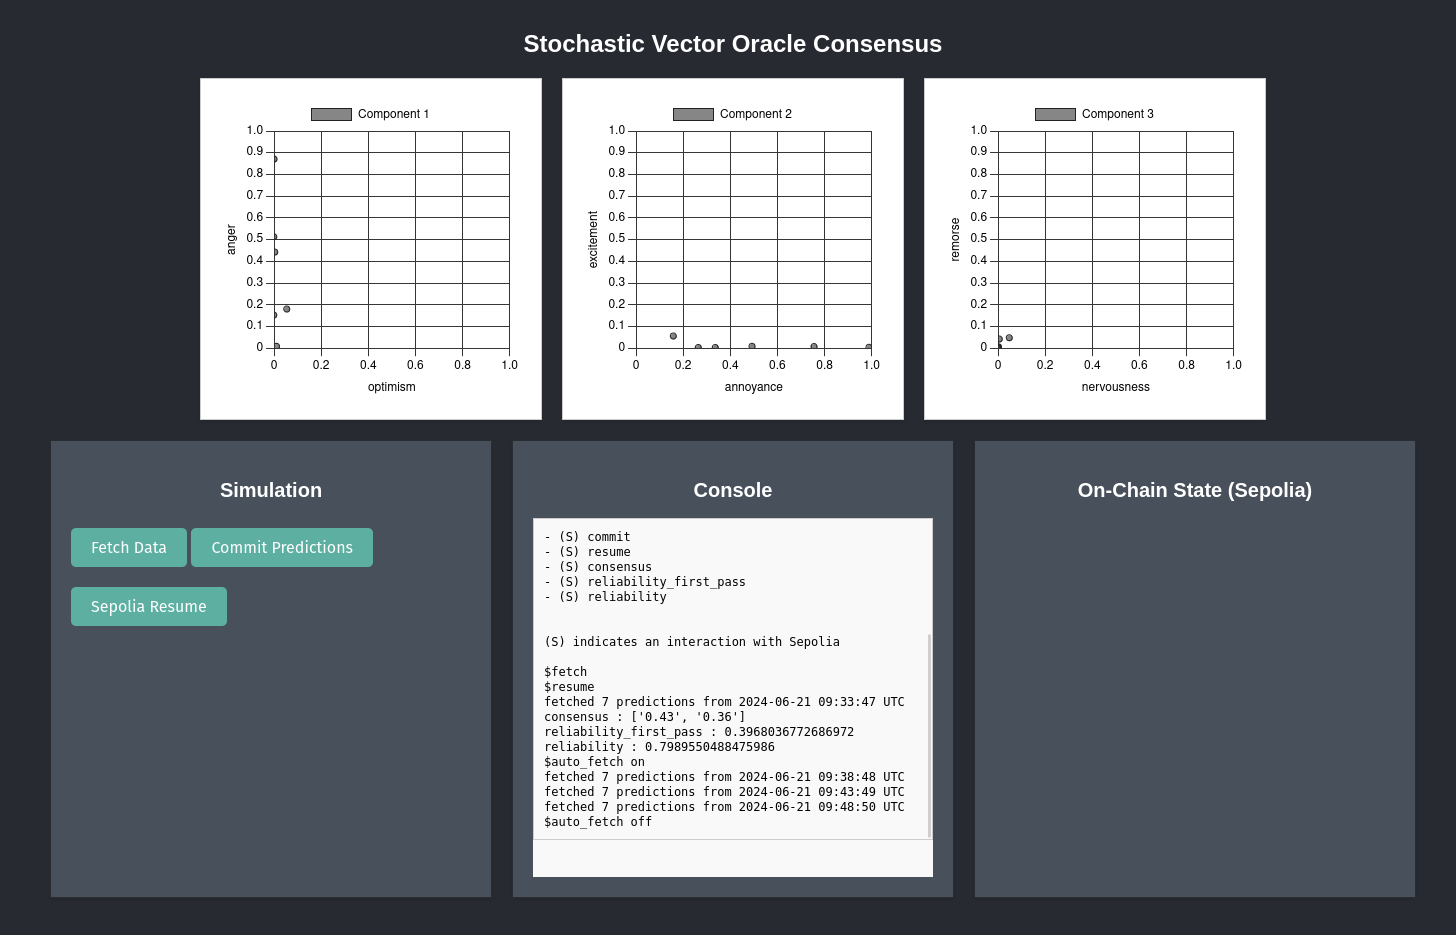 Stochastic Vector Oracle Consensus
Component 1
1.0
0.9
0.8
0.7
0.6
0.5
0.4
0.3
0.2
0.1
0
anger
0 0.2 0.4 0.6 0.8 1.0
optimism
Component 2
1.0
0.9
0.8
0.7
0.6
0.5
0.4
0.3
0.2
0.1
0
excitement
0 0.2 0.4 0.6 0.8 1.0
annoyance
Component 3
1.0
0.9
0.8
0.7
0.6
0.5
0.4
0.3
0.2
0.1
0
remorse
0 0.2 0.4 0.6 0.8 1.0
nervousness
Simulation
Fetch Data Commit Predictions
Sepolia Resume
Console
- (S) commit
- (S) resume
- (S) consensus
- (S) reliability_first_pass
- (S) reliability
(S) indicates an interaction with Sepolia
$fetch
$resume
fetched 7 predictions from 2024-06-21 09:33:47 UTC
consensus : ['0.43', '0.36']
reliability_first_pass : 0.3968036772686972
reliability : 0.7989550488475986
$auto_fetch on
fetched 7 predictions from 2024-06-21 09:38:48 UTC
fetched 7 predictions from 2024-06-21 09:43:49 UTC
fetched 7 predictions from 2024-06-21 09:48:50 UTC
$auto_fetch off
On-Chain State (Sepolia)